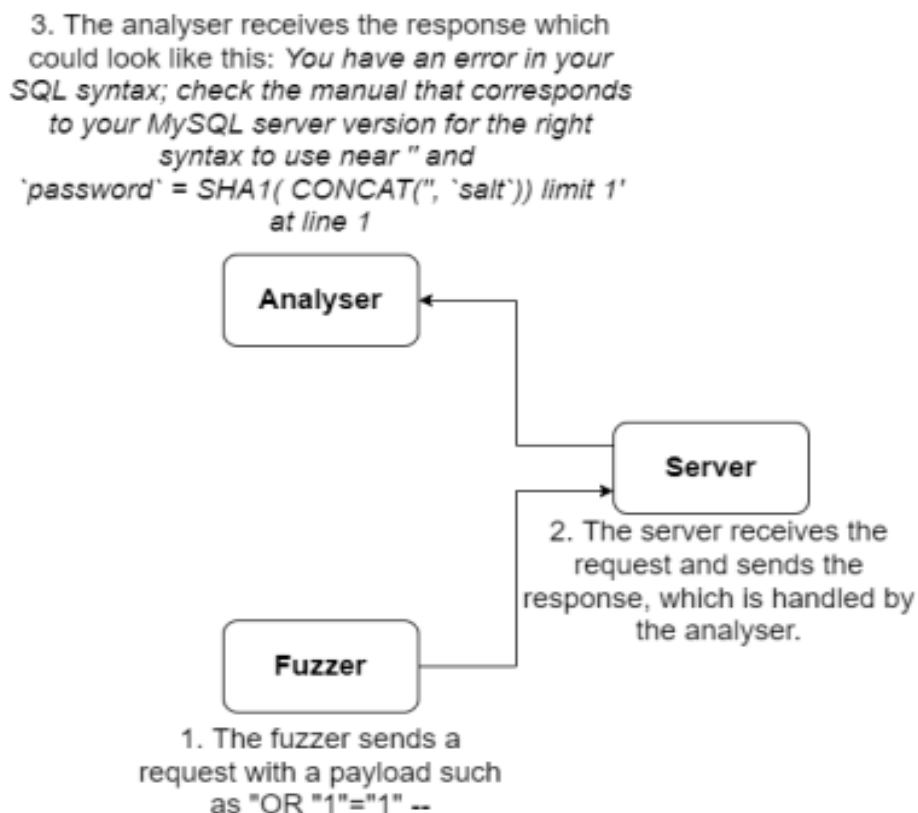 3. The analyser receives the response which
could look like this: You have an error in your
SQL syntax; check the manual that corresponds
to your MySQL server version for the right
syntax to use near '' and
`password` = SHA1( CONCAT('', `salt`)) limit 1'
at line 1
Analyser
Server
2. The server receives the
request and sends the
response, which is handled by
the analyser.
Fuzzer
1. The fuzzer sends a
request with a payload such
as "OR "1"="1" --